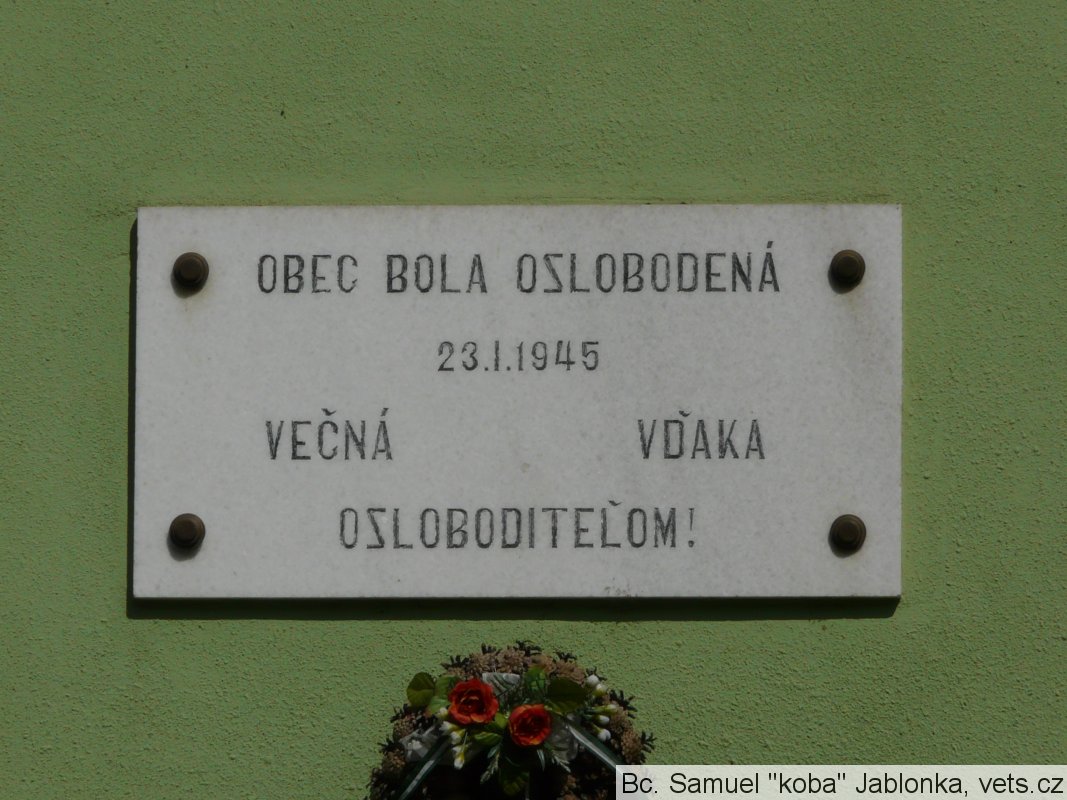 OBEC BOLA OSLOBODENÁ
23.I.1945
VEČNÁ VĎAKA
OSLOBODITEĽOM!
Bc. Samuel "koba" Jablonka, vets.cz